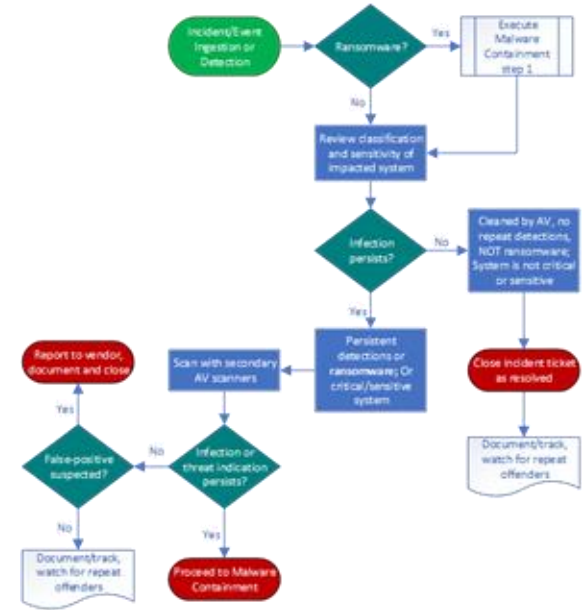 Incident/Event
Ingestion or
Detection
Ransomware?
Yes
Execute
Malware
Containment
step 1
No
Review classification
and sensitivity of
impacted system
Infection
persists?
No
Cleaned by AV, no
repeat detections,
NOT ransomware;
System is not critical
or sensitive
Yes
Persistent
detections or
ransomware; Or
critical/sensitive
system
Close incident ticket
as resolved
Document/track,
watch for repeat
offenders
Scan with secondary
AV scanners
Report to vendor,
document and close
Yes
False-positive
suspected?
No
Infection or
threat indication
persists?
No
Document/track,
watch for repeat
offenders
Yes
Proceed to Malware
Containment